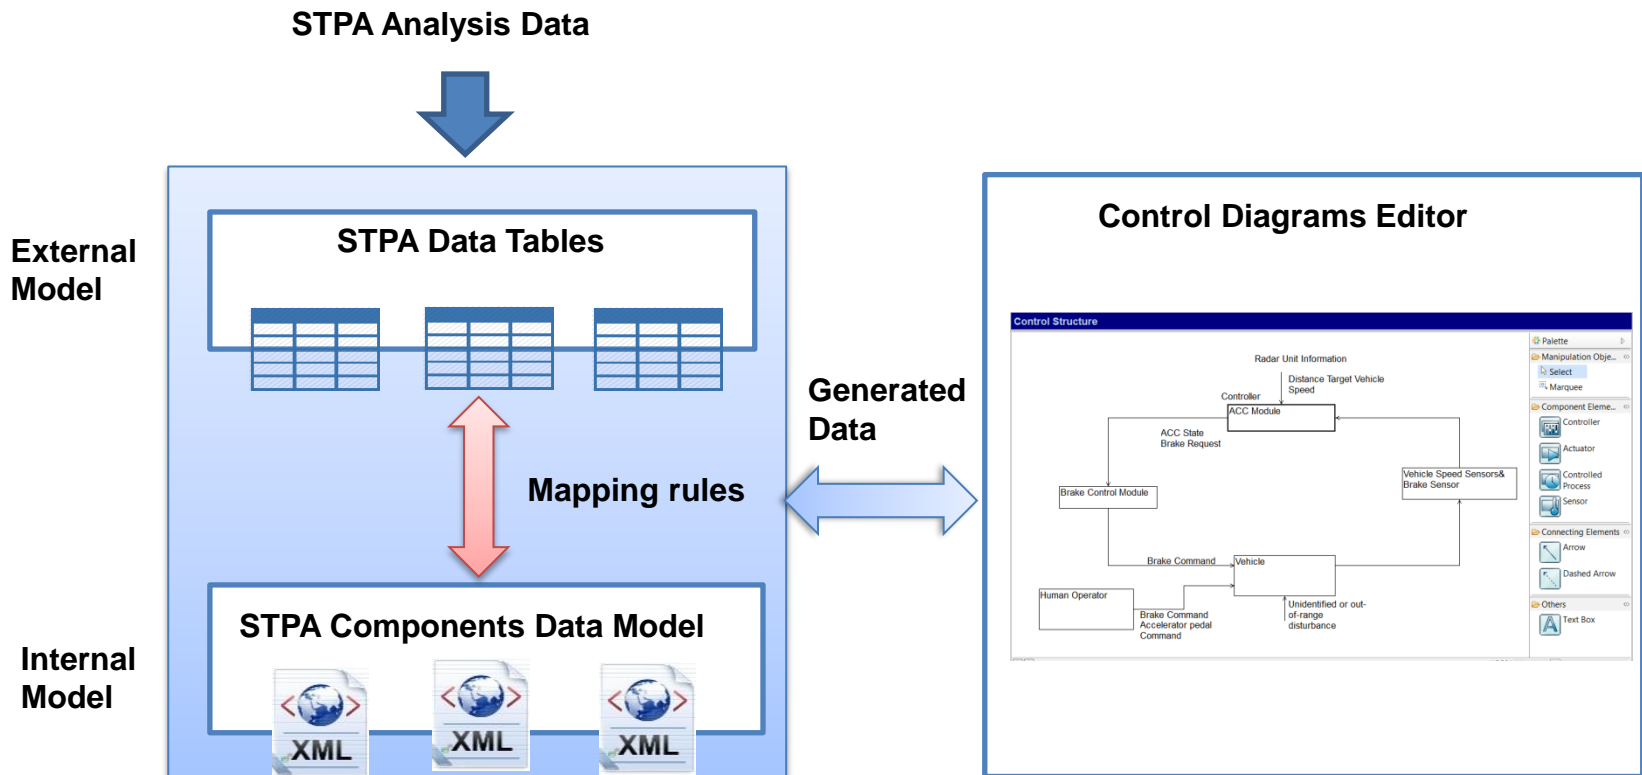 STPA Analysis Data
External
Model
STPA Data Tables
Mapping rules
Internal
Model
STPA Components Data Model
XML
XML
XML
Generated
Data
Control Diagrams Editor
Control Structure
Radar Unit Information
Distance Target Vehicle
Speed
Controller
ACC Module
ACC State
Brake Request
Brake Control Module
Vehicle Speed Sensors&
Brake Sensor
Brake Command
Vehicle
Human Operator
Brake Command
Accelerator pedal
Command
Unidentified or out-
of-range
disturbance
Palette
Manipulation Obje...
Select
Marquee
Component Eleme...
Controller
Actuator
Controlled
Process
Sensor
Connecting Elements
Arrow
Dashed Arrow
Others
Text Box